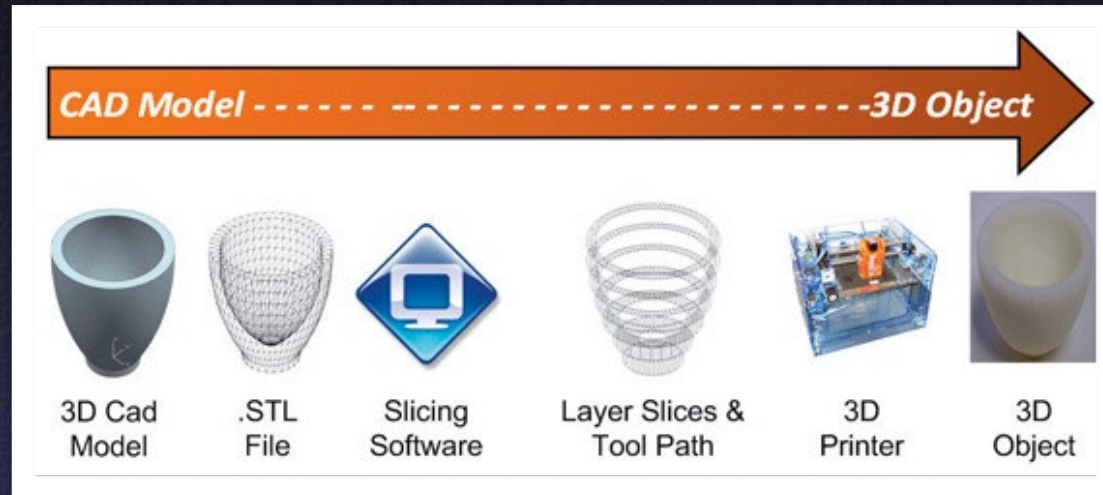 CAD Model - - - - - - -- - - - - - - - - - - - - - - - - - - - - - - -3D Object
3D Cad
Model
.STL
File
Slicing
Software
Layer Slices &
Tool Path
3D
Printer
3D
Object